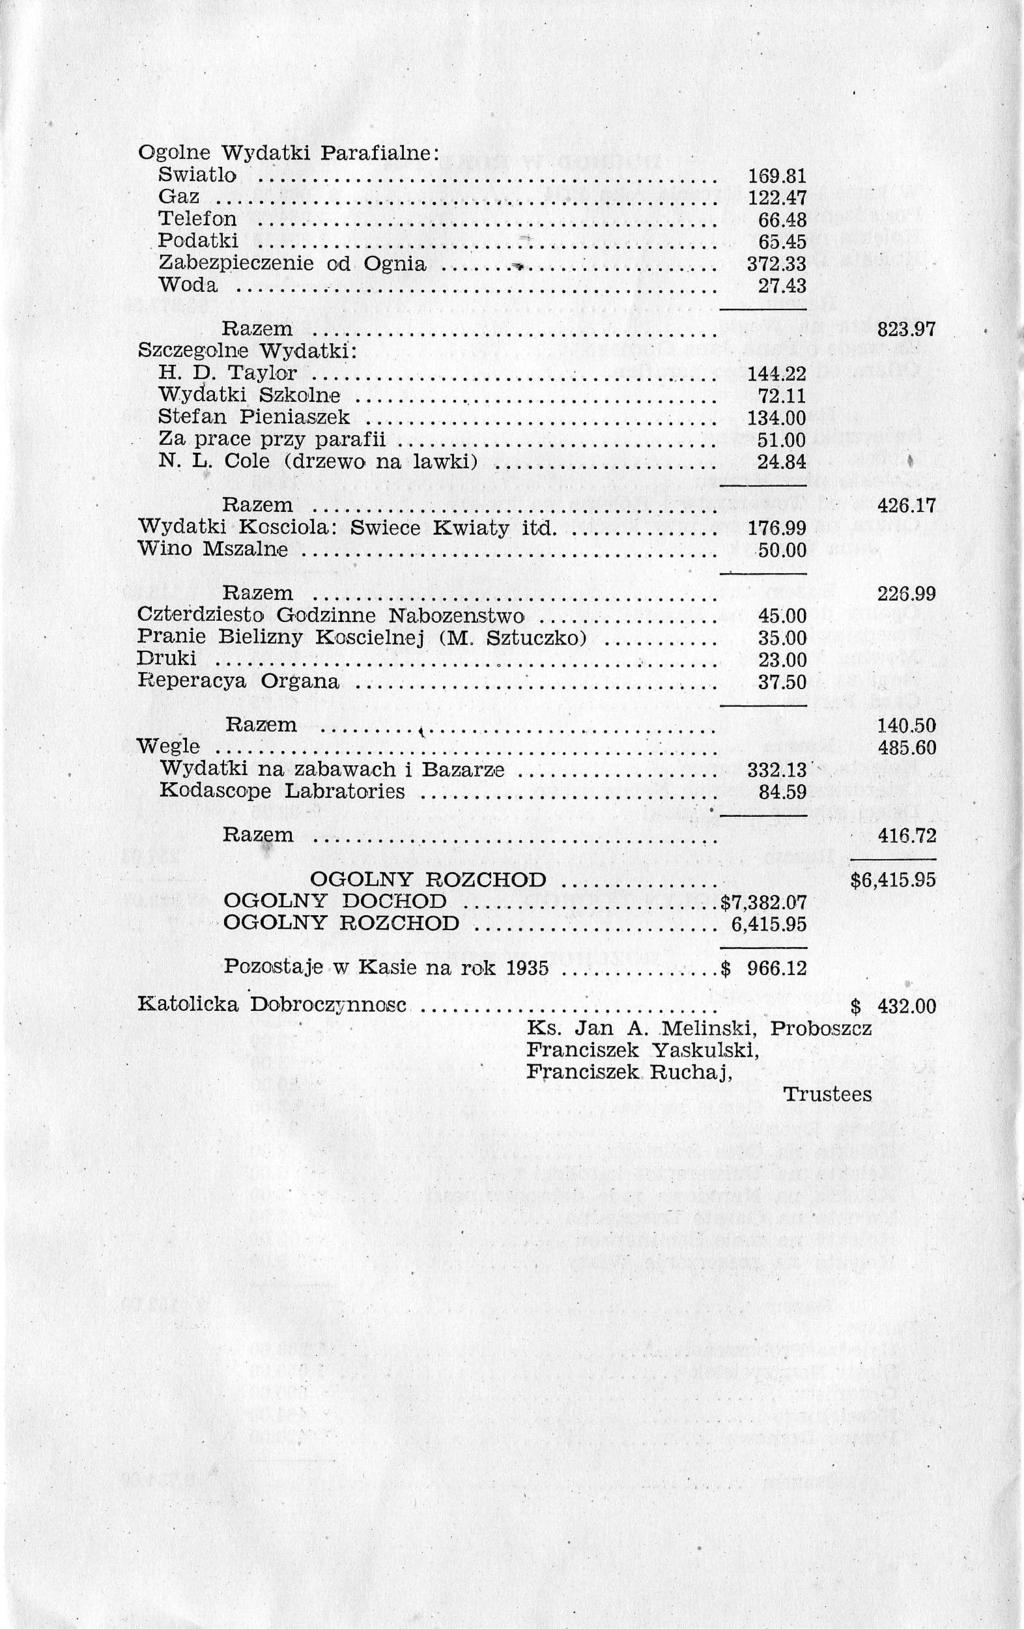 Ogolne Wydatki Parafialne:
Swiatlo ........................................ 169.81
Gaz ........................................ 122.47
Telefon ........................................ 66.48
Podatki ........................................ 65.45
Zabezpieczenie od Ognia ........................ 372.33
Woda ........................................ 27.43
Razem ................................... 823.97
Szczegolne Wydatki:
H. D. Taylor ................................... 144.22
Wydatki Szkolne ............................... 72.11
Stefan Pieniaszek .............................. 134.00
Za prace przy parafii ............................ 51.00
N. L. Cole (drzewo na lawki) .................... 24.84
Razem ................................... 426.17
Wydatki Kosciola: Swiece Kwiaty itd. ............. 176.99
Wino Mszalne .................................... 50.00
Razem ................................... 226.99
Czterdziesto Godzinne Nabozenstwo ................ 45.00
Pranie Bielizny Koscielnej (M. Sztuczko) .......... 35.00
Druki ........................................ 23.00
Reperacya Organa ............................... 37.50
Razem ................................... 140.50
Wegle ........................................ 485.60
Wydatki na zabawach i Bazarze .................. 332.13
Kodascope Labratories .......................... 84.59
Razem ................................... 416.72
OGOLNY ROZCHOD .............. $6,415.95
OGOLNY DOCHOD ......................$7,382.07
OGOLNY ROZCHOD ..................... 6,415.95
Pozostaje w Kasie na rok 1935 ..............$ 966.12
Katolicka Dobroczynnosc .......................... $ 432.00
Ks. Jan A. Melinski, Proboszcz
Franciszek Yaskulski,
Franciszek Ruchaj,
Trustees